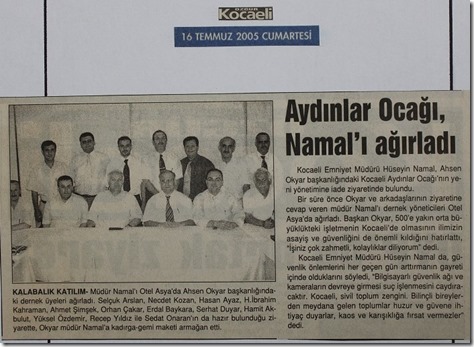 ÖZGÜR
Kocaeli
16 TEMMUZ 2005 CUMARTESİ
Aydınlar Ocağı,
Namal'ı ağırladı
Kocaeli Emniyet Müdürü Hüseyin Namal, Ahsen
Okyar başkanlığındaki Kocaeli Aydınlar Ocağı'nın ye-
ni yönetimine iade ziyaretinde bulundu.
Bir süre önce Okyar ve arkadaşlarının ziyaretine
cevap veren müdür Namal'ı dernek yöneticileri Otel
Asya'da ağırladı. Başkan Okyar, 500'e yakın orta bü-
yüklükteki işletmenin Kocaeli'de olmasının ilimizin
asayiş ve güvenliğini de önemli kıldığını hatırlattı,
"İşiniz çok zahmetli, kolaylıklar diliyorum" dedi.
Kocaeli Emniyet Müdürü Hüseyin Namal da, gü-
venlik önlemlerini her geçen gün arttırmanın gayreti
içinde olduklarını söyledi, "Bilgisayarlı güvenlik ağı ve
kameraların devreye girmesi suç işlenmesini caydıra-
caktır. Kocaeli, sivil toplum zengini. Bilinçli bireyler-
den meydana gelen toplumlar huzur ve güvene ih-
tiyaç duyarlar, kaos ve karışıklığa fırsat vermezler"
dedi.
KALABALIK KATILIM- Müdür Namal'ı Otel Asya'da Ahsen Okyar başkanlığında-
ki dernek üyeleri ağırladı. Selçuk Arslan, Necdet Kozan, Hasan Ayaz, H.İbrahim
Kahraman, Ahmet Şimşek, Orhan Çakar, Erdal Baykara, Serhat Duyar, Hamit Ak-
bulut, Yüksel Özdemir, Recep Yıldız ile Sedat Onaran'ın da hazır bulunduğu zi-
yarette, Okyar müdür Namal'a kadırga-gemi maketi armağan etti.